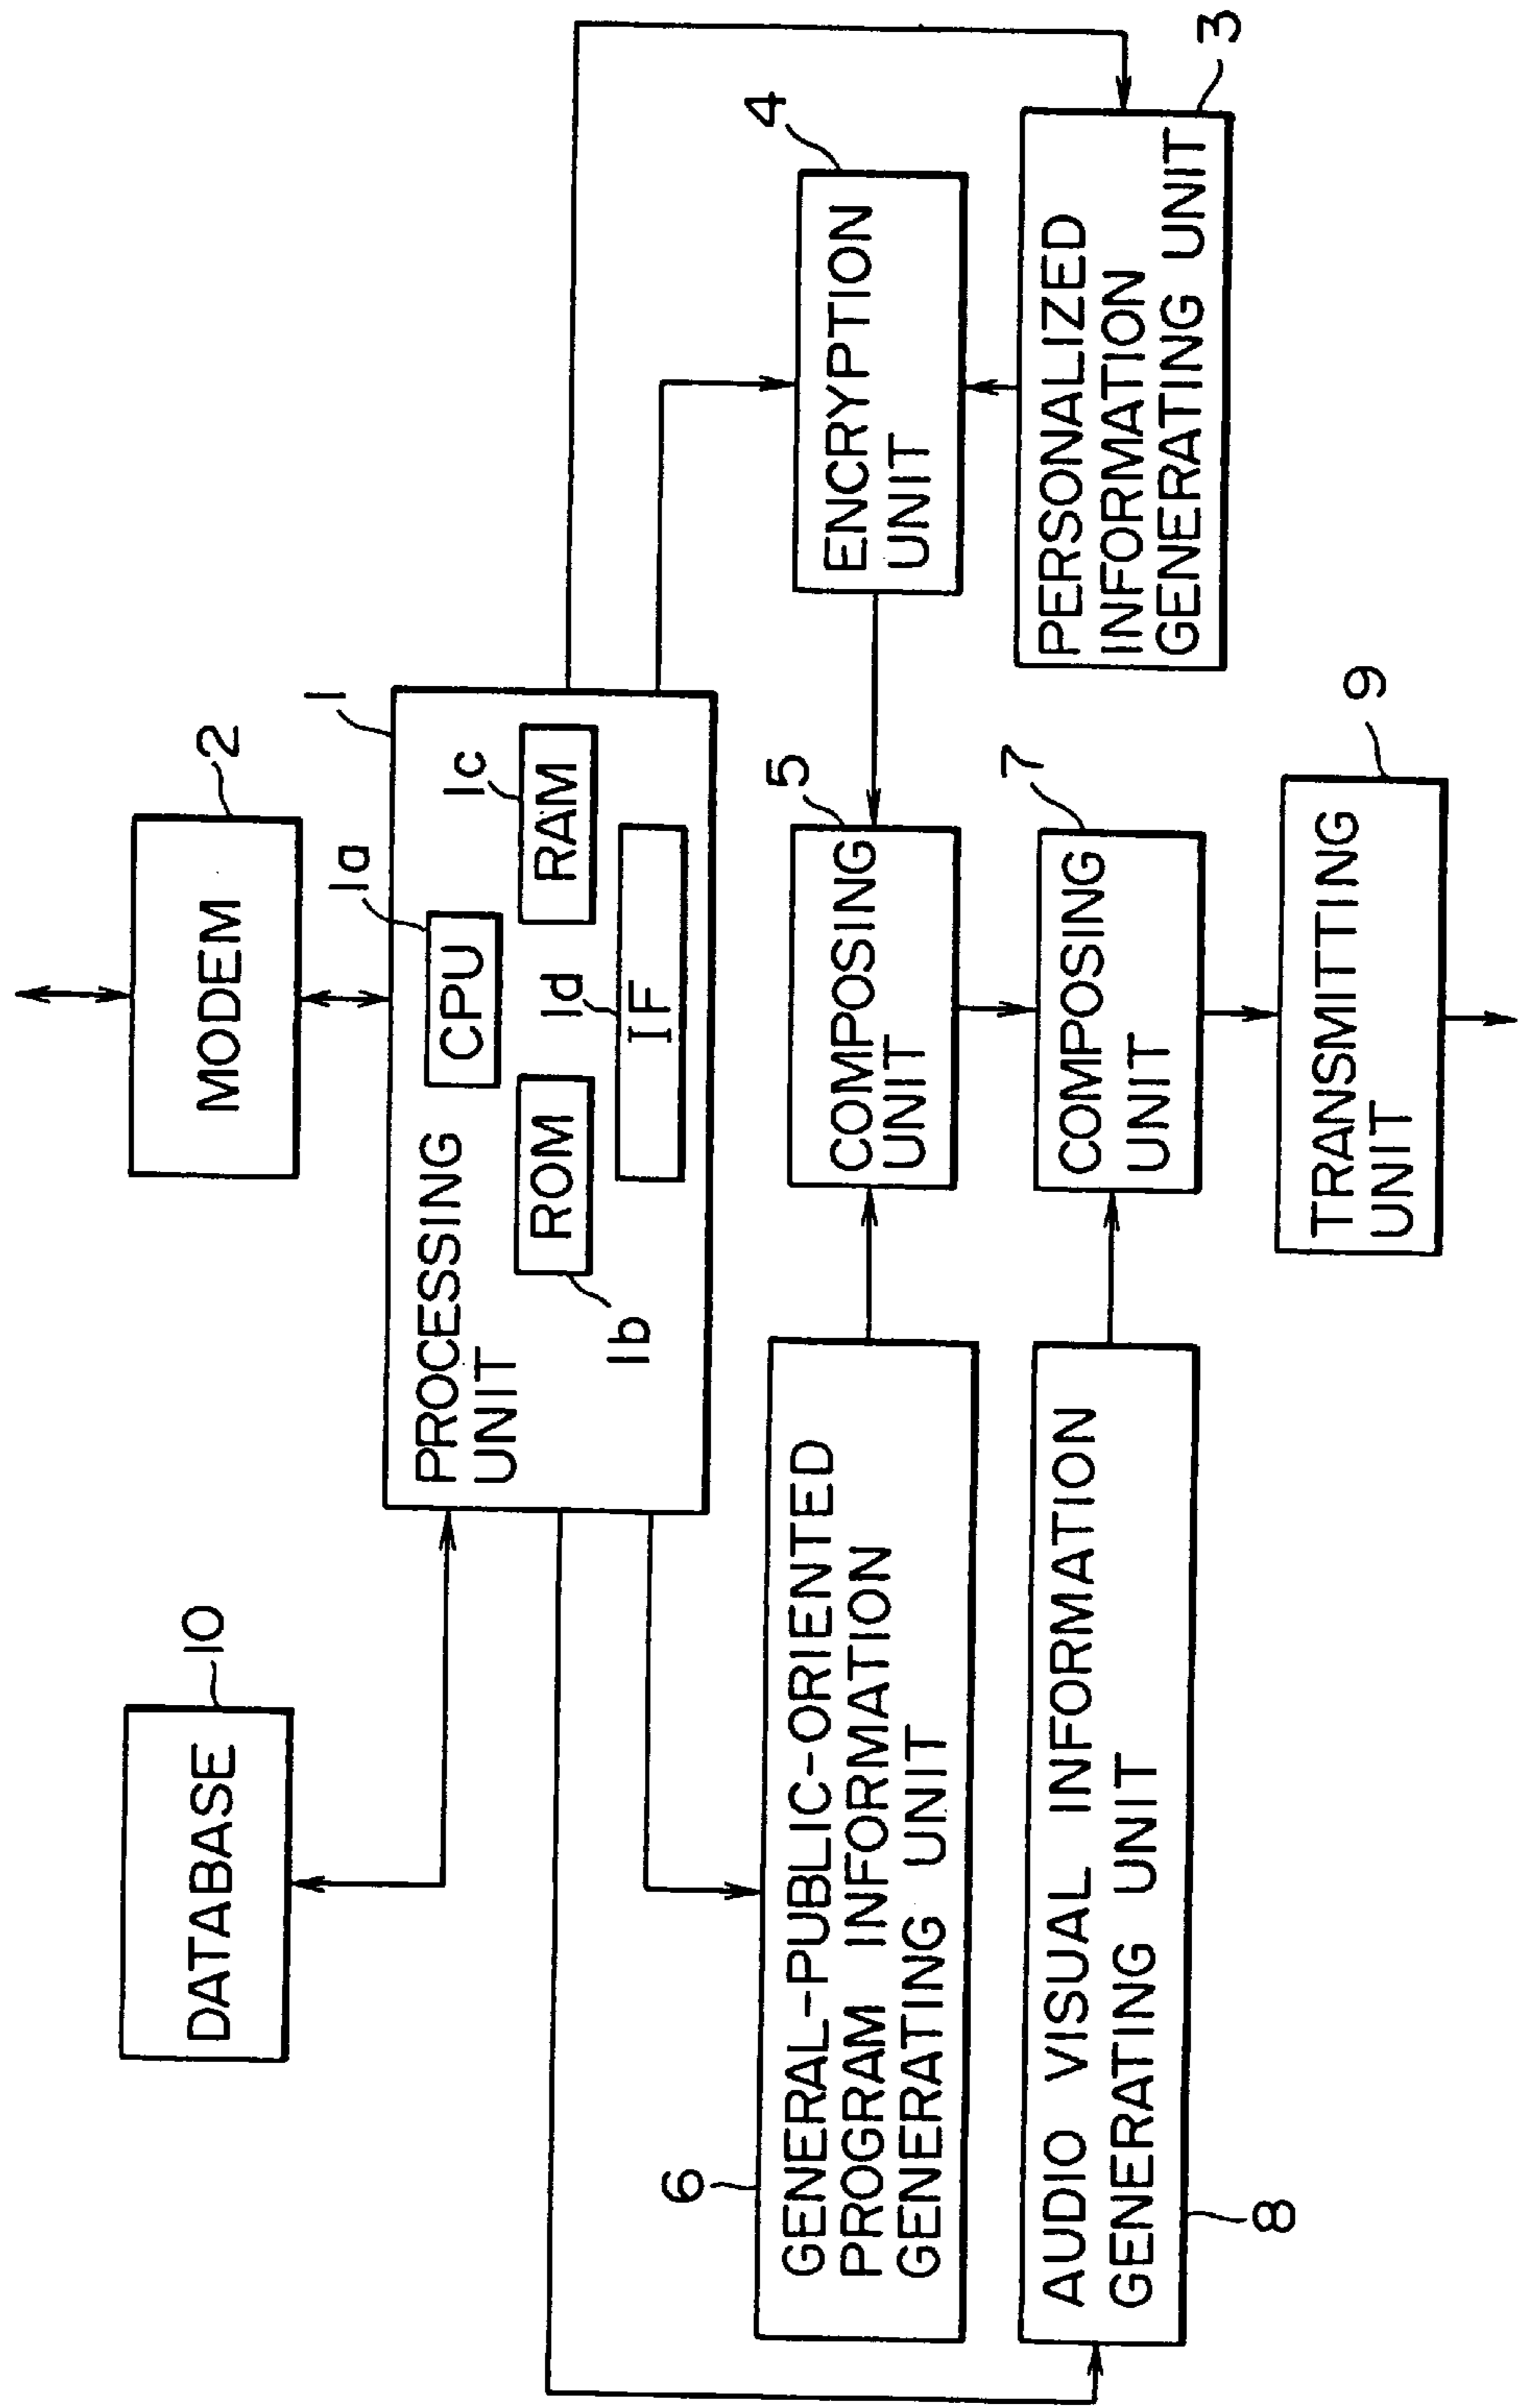 10
DATABASE
2
MODEM
1
PROCESSING
UNIT
1a
CPU
1b
ROM
1c
RAM
1d
IF
4
ENCRYPTION
UNIT
3
PERSONALIZED
INFORMATION
GENERATING UNIT
6
GENERAL-PUBLIC-ORIENTED
PROGRAM INFORMATION
GENERATING UNIT
5
COMPOSING
UNIT
8
AUDIO VISUAL INFORMATION
GENERATING UNIT
7
COMPOSING
UNIT
9
TRANSMITTING
UNIT